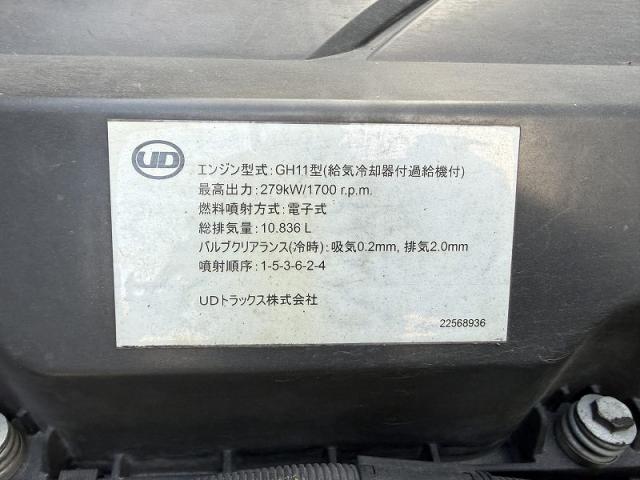 UD
エンジン型式:GH11型(給気冷却器付過給機付)
最高出力:279kW/1700 r.p.m.
燃料噴射方式:電子式
総排気量:10.836 L
バルブクリアランス(冷時):吸気0.2mm, 排気2.0mm
噴射順序:1-5-3-6-2-4
UDトラックス株式会社
22568936